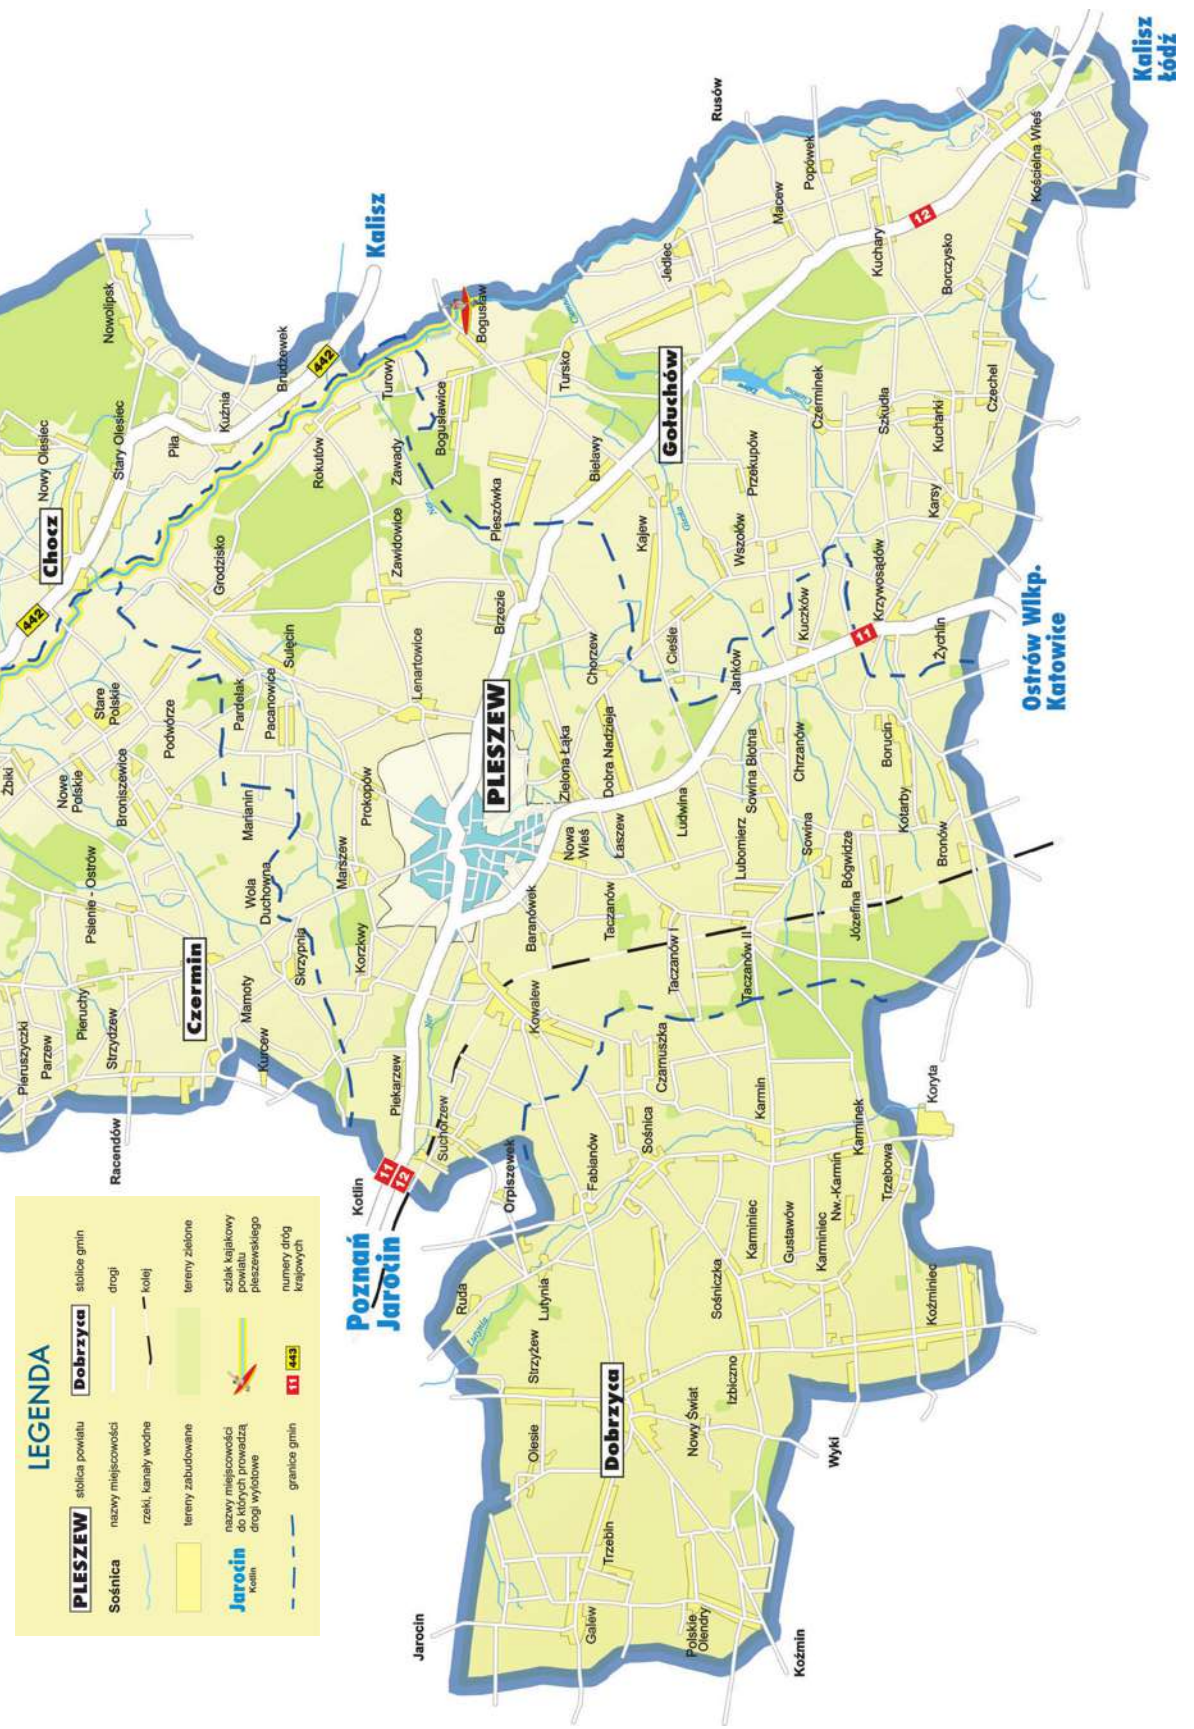 LEGENDA
PLESZEW
stolica powiatu
Dobrzyca
stolice gmin
Sośnica
nazwy miejscowości
drogi
rzeki, kanały wodne
kolej
tereny zabudowane
tereny zielone
Jarocin
Kotlin
nazwy miejscowości
do których prowadzą
drogi wylotowe
szlak kajakowy
powiatu
pleszewskiego
granice gmin
11
443
numery dróg
krajowych
Nowolipsk
Nowy Olesiec
Chocz
Stary Olesiec
Piła
Kuźnia
Brudzewek
442
Kalisz
442
Rokutów
Turowy
Zawady
Bogusławice
Bogusław
Grodzisko
Zawidowice
Pleszówka
Tursko
Bielawy
Brzezie
Żbiki
Stare
Polskie
Nowe
Polskie
Podwórze
Broniszewice
Pardelak
Pacanowice
Sulęcin
Lenartowice
Marianin
Prokopów
Marszew
PLESZEW
Psienie - Ostrów
Wola
Duchowna
Czermin
Skrzypnia
Korzkwy
Pieruszyczki
Parzew
Pieruchy
Strzydzew
Mamoty
Kurcew
Racendów
Piekarzew
Ner
Ner
Suchorzew
Kotlin
11
12
Poznań
Jarocin
Rusów
Popówek
Macew
Jedlec
Kuchary
12
Kościelna Wieś
Borczysko
Kalisz
Łódź
Gołuchów
Czerminek
Szkudła
Kucharki
Czechel
Przekupów
Karsy
Kajew
Wszołów
Kuczków
Krzywosądów
11
Żychlin
Ostrów Wlkp.
Katowice
Chorzew
Cieśle
Janków
Zielona Łąka
Dobra Nadzieja
Ludwina
Sowina Błotna
Chrzanów
Borucin
Nowa
Wieś
Łaszew
Lubomierz
Sowina
Bógwidze
Kotarby
Bronów
Józefina
Baranówek
Taczanów
Taczanów I
Taczanów II
Kowalew
Czarnuszka
Karmin
Karminek
Koryta
Sośnica
Fabianów
Orpiszewek
Trzebowa
Nw.-Karmin
Karminiec
Gustawów
Karminiec
Koźminiec
Sośniczka
Ruda
Lutynia
Lutynia
Strzyżew
Dobrzyca
Izbiczno
Nowy Świat
Wyki
Olesie
Trzebin
Galew
Polskie
Olendry
Jarocin
Koźmin